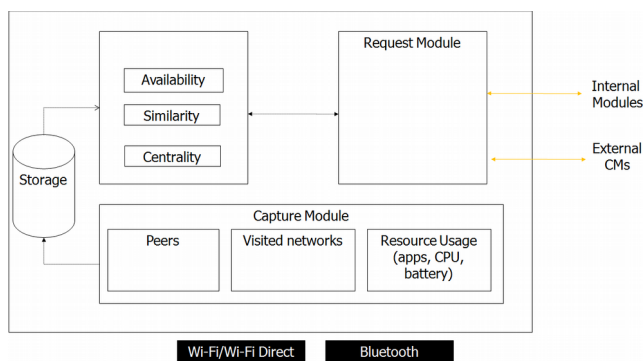 Request Module
Availability
Similarity
Centrality
Internal
Modules
External
CMs
Storage
Capture Module
Peers
Visited networks
Resource Usage
(apps, CPU,
battery)
Wi-Fi/Wi-Fi Direct
Bluetooth